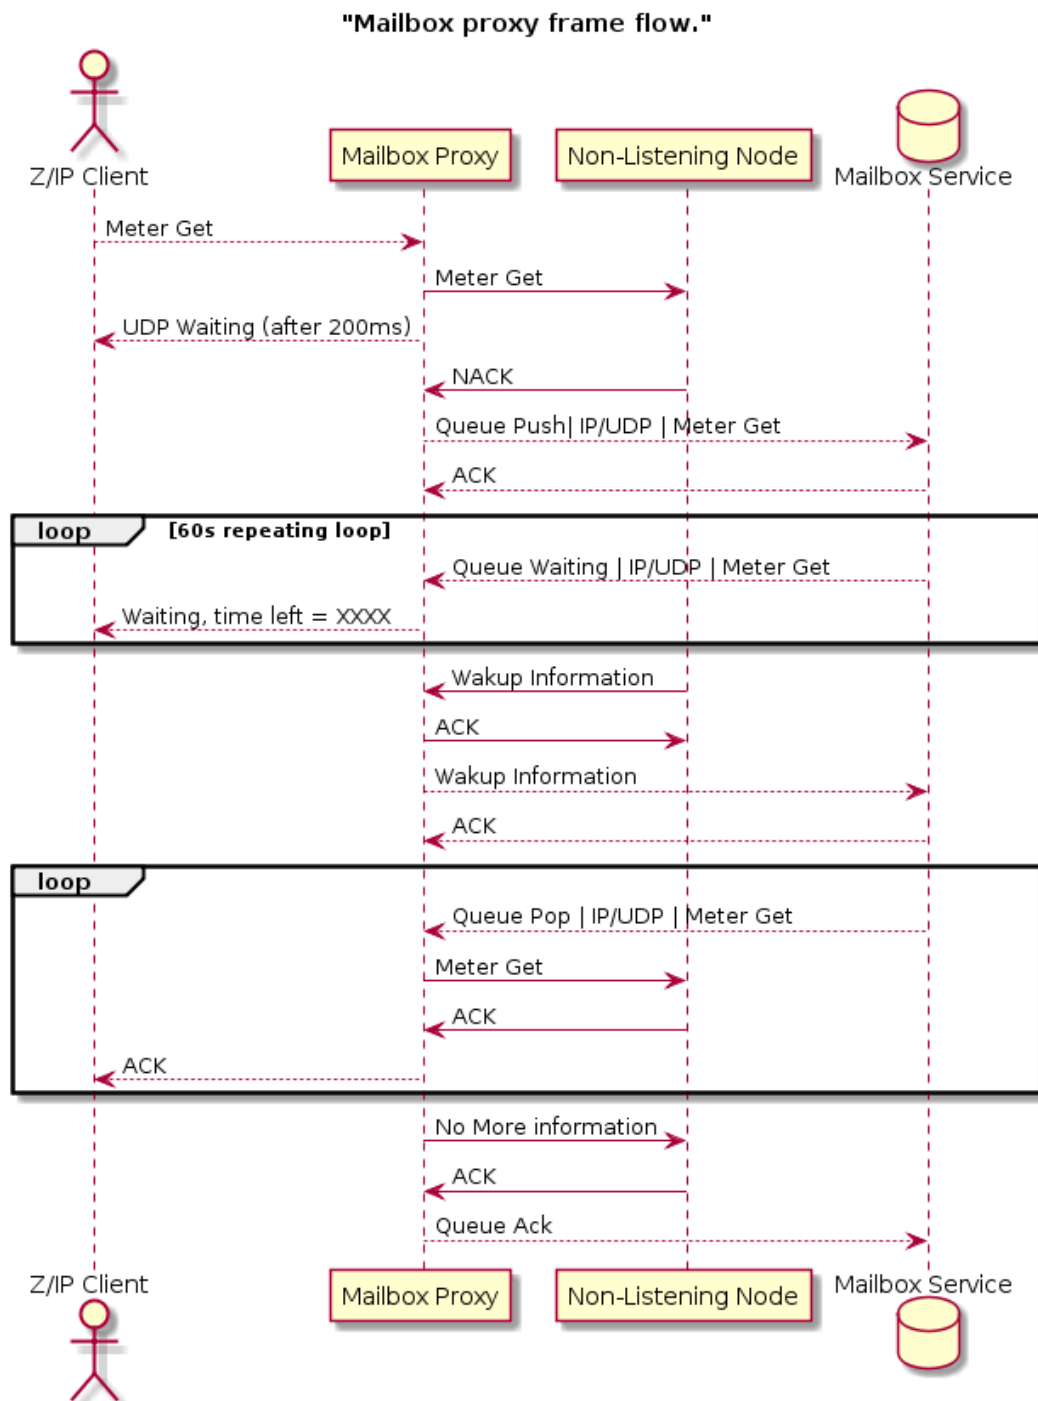 "Mailbox proxy frame flow."
Z/IP Client
Mailbox Proxy
Non-Listening Node
Mailbox Service
Meter Get
Meter Get
UDP Waiting (after 200ms)
NACK
Queue Push| IP/UDP | Meter Get
ACK
loop
[60s repeating loop]
Queue Waiting | IP/UDP | Meter Get
Waiting, time left = XXXX
Wakup Information
ACK
Wakup Information
ACK
loop
Queue Pop | IP/UDP | Meter Get
Meter Get
ACK
ACK
No More information
ACK
Queue Ack
Z/IP Client
Mailbox Proxy
Non-Listening Node
Mailbox Service